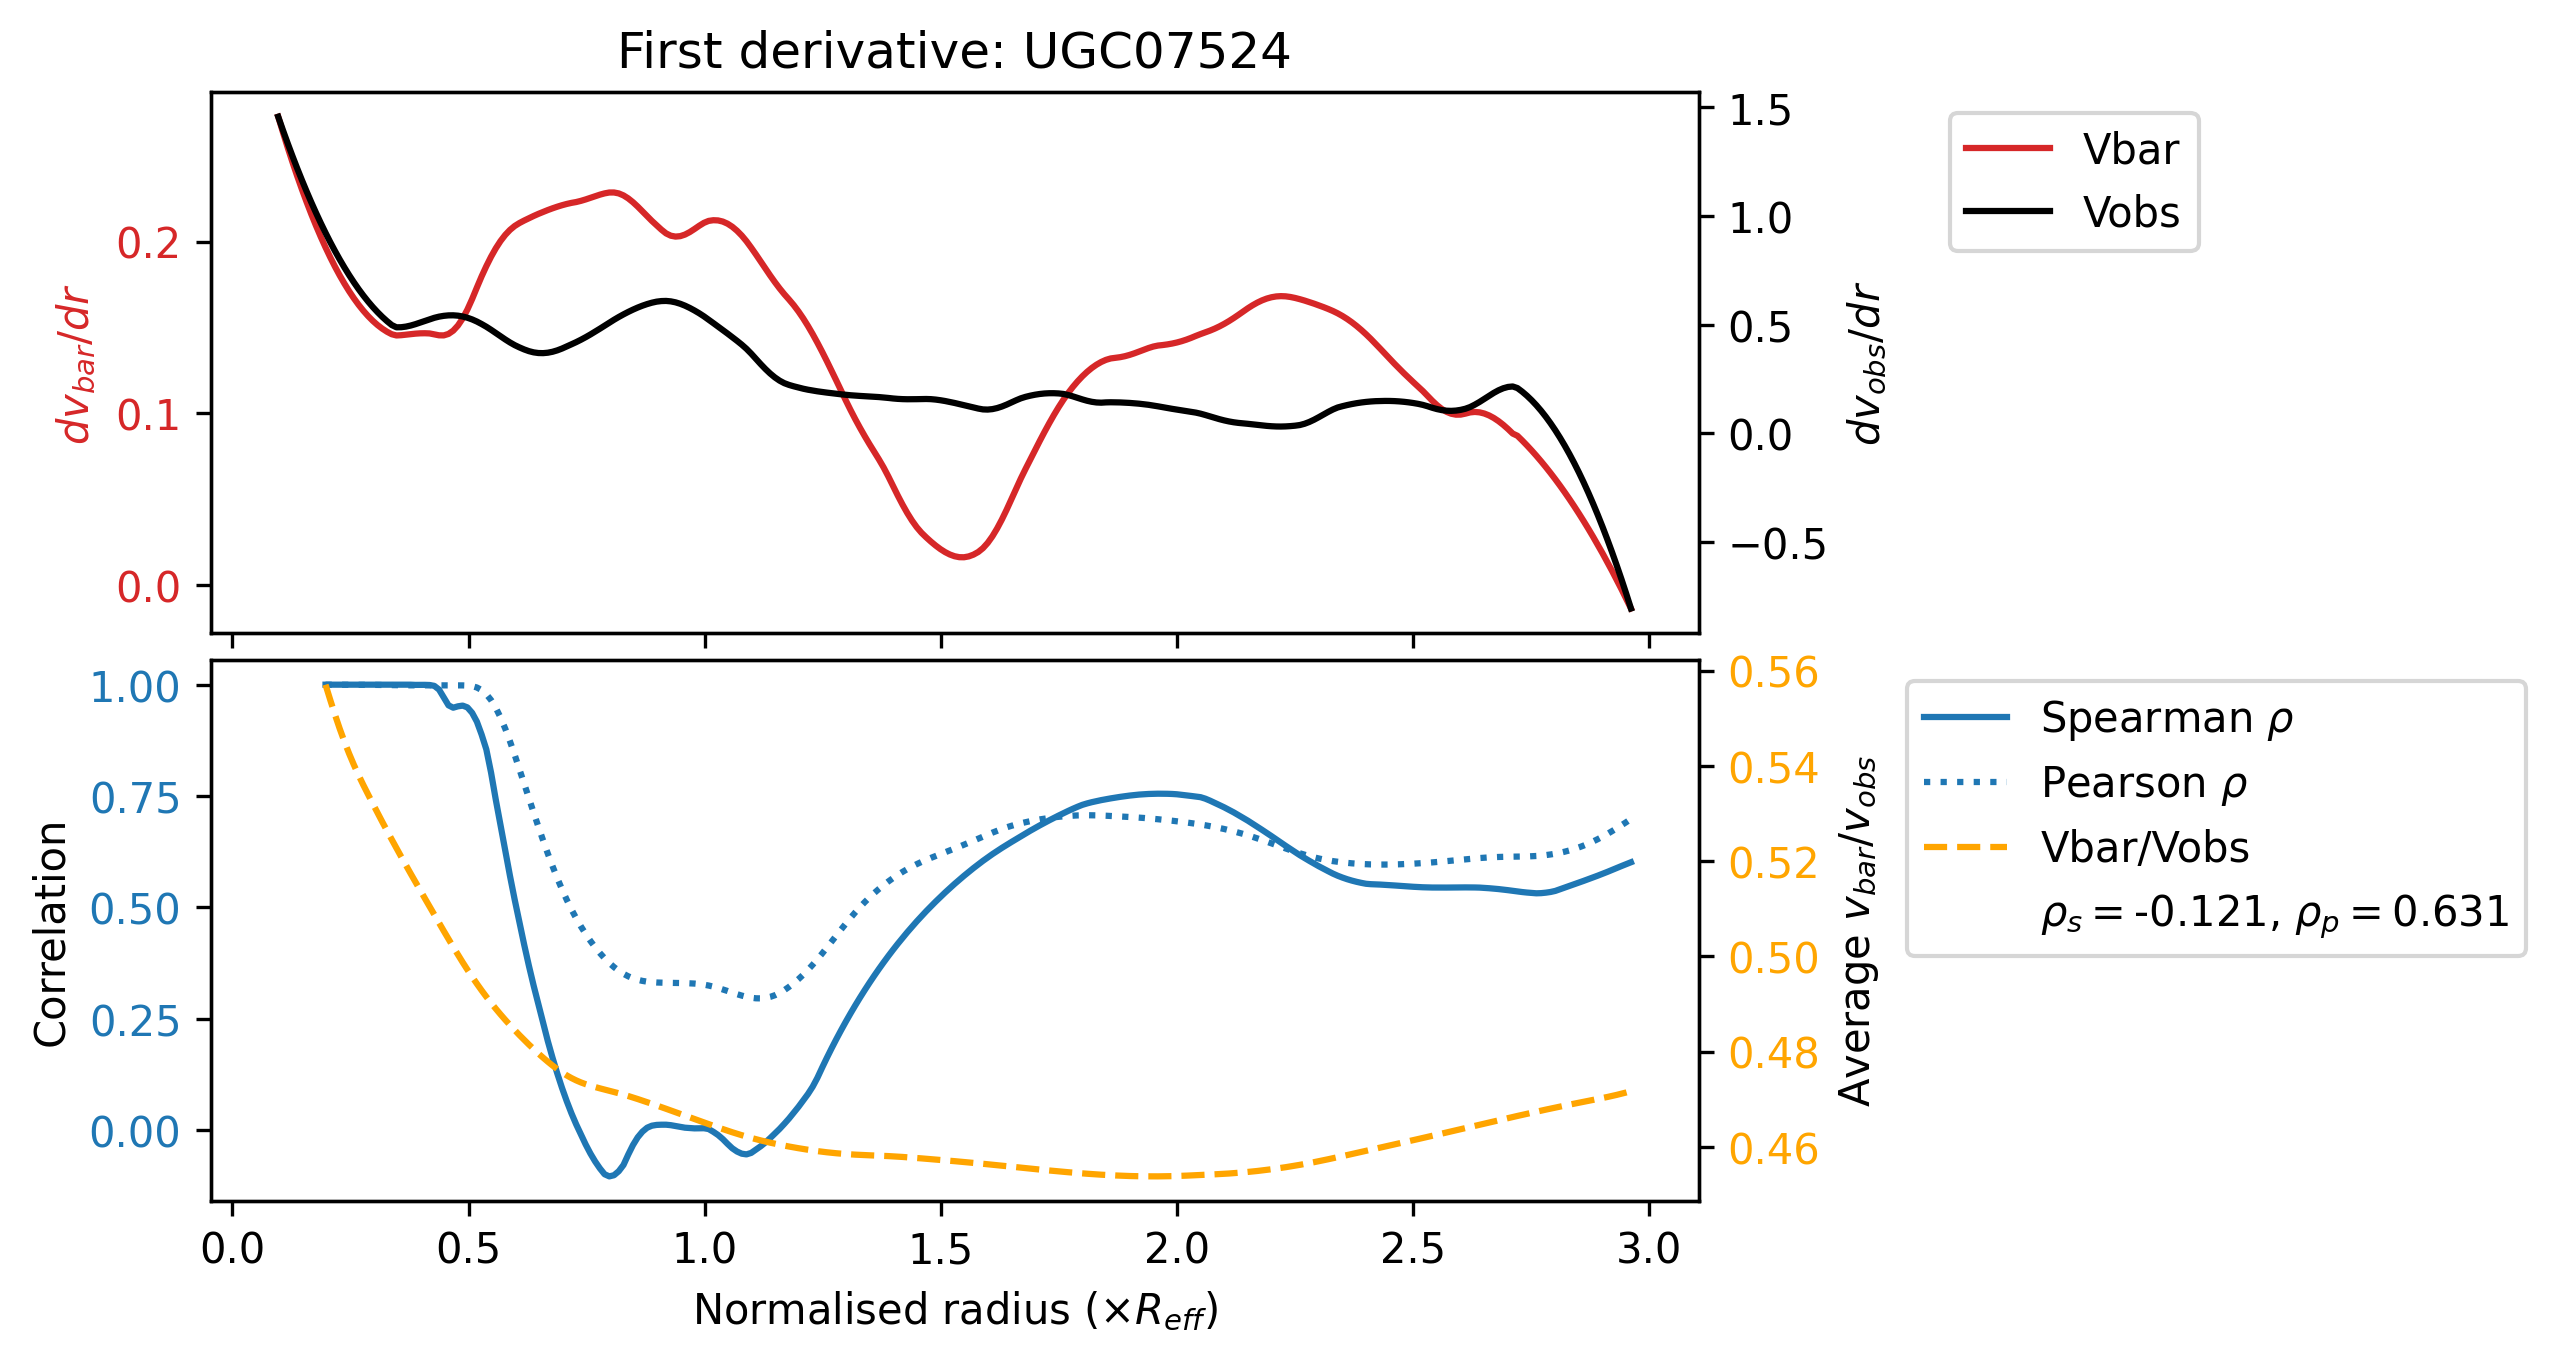 First derivative: UGC07524
dv_bar/dr
0.2
0.1
0.0
1.5
1.0
0.5
0.0
−0.5
dv_obs/dr
Vbar
Vobs
Correlation
1.00
0.75
0.50
0.25
0.00
0.56
0.54
0.52
0.50
0.48
0.46
Average v_bar/v_obs
Spearman ρ
Pearson ρ
Vbar/Vobs
ρ_s = -0.121, ρ_p = 0.631
0.0 0.5 1.0 1.5 2.0 2.5 3.0
Normalised radius (×R_eff)